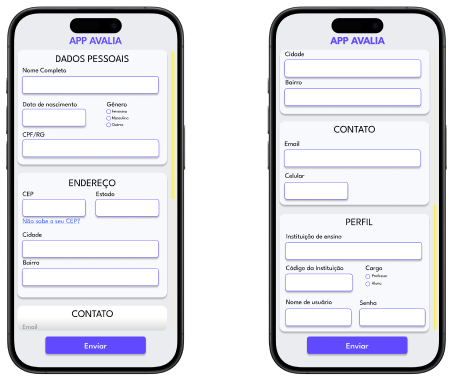 APP AVALIA
DADOS PESSOAIS
Nome Completo
Data de nascimento
Gênero
Feminino
Masculino
Outros
CPF/RG
ENDEREÇO
CEP
Estado
Não sabe o seu CEP?
Cidade
Bairro
CONTATO
Email
Enviar
APP AVALIA
Cidade
Bairro
CONTATO
Email
Celular
PERFIL
Instituição de ensino
Código da Instituição
Cargo
Professor
Aluno
Nome de usuário
Senha
Enviar